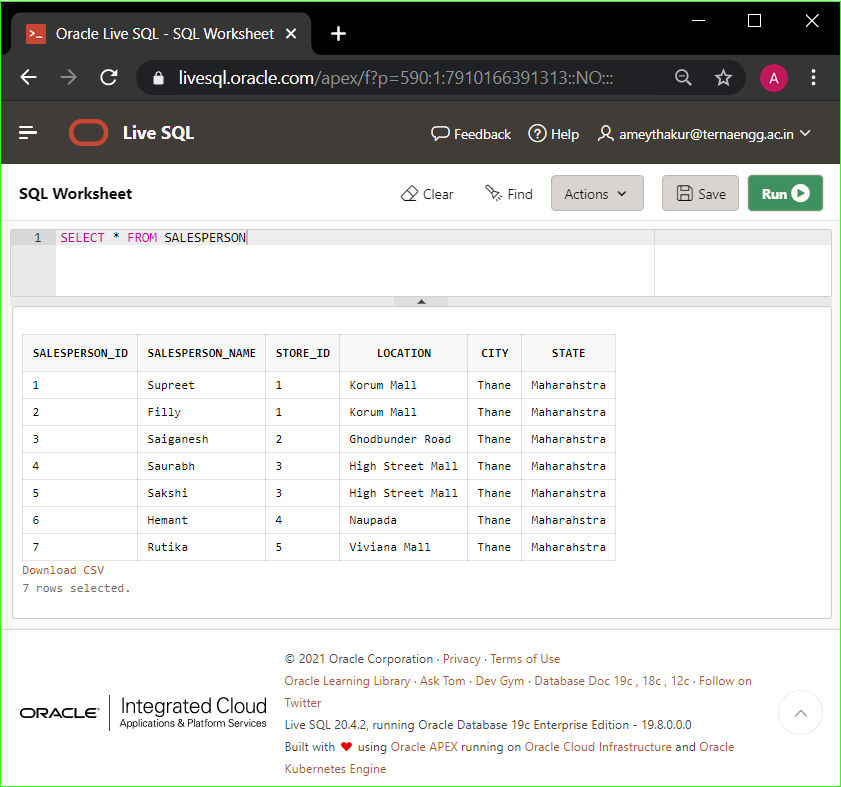 Oracle Live SQL - SQL Worksheet
livesql.oracle.com/apex/f?p=590:1:7910166391313::NO:::
A
Live SQL
Feedback
Help
ameythakur@ternaengg.ac.in
SQL Worksheet
Clear
Find
Actions
Save
Run
1 SELECT * FROM SALESPERSON
SALESPERSON_ID SALESPERSON_NAME STORE_ID LOCATION CITY STATE
1 Supreet 1 Korum Mall Thane Maharahstra
2 Filly 1 Korum Mall Thane Maharahstra
3 Saiganesh 2 Ghodbunder Road Thane Maharahstra
4 Saurabh 3 High Street Mall Thane Maharahstra
5 Sakshi 3 High Street Mall Thane Maharahstra
6 Hemant 4 Naupada Thane Maharahstra
7 Rutika 5 Viviana Mall Thane Maharahstra
Download CSV
7 rows selected.
ORACLE
Integrated Cloud
Applications & Platform Services
© 2021 Oracle Corporation · Privacy · Terms of Use
Oracle Learning Library · Ask Tom · Dev Gym · Database Doc 19c , 18c , 12c · Follow on
Twitter
Live SQL 20.4.2, running Oracle Database 19c Enterprise Edition - 19.8.0.0.0
Built with ❤ using Oracle APEX running on Oracle Cloud Infrastructure and Oracle
Kubernetes Engine